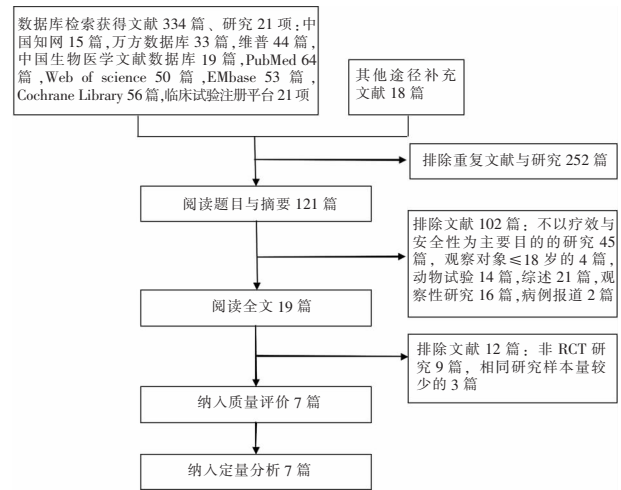 数据库检索获得文献 334 篇、研究 21 项：中
国知网 15 篇，万方数据库 33 篇，维普 44 篇，
中国生物医学文献数据库 19 篇，PubMed 64
篇，Web of science 50 篇，EMbase 53 篇，
Cochrane Library 56 篇，临床试验注册平台 21 项
其他途径补充
文献 18 篇
排除重复文献与研究 252 篇
阅读题目与摘要 121 篇
排除文献 102 篇：不以疗效与
安全性为主要目的的研究 45
篇，观察对象≤18 岁的 4 篇，
动物试验 14 篇，综述 21 篇，观
察性研究 16 篇，病例报道 2 篇
阅读全文 19 篇
排除文献 12 篇：非 RCT 研
究 9 篇，相同研究样本量较
少的 3 篇
纳入质量评价 7 篇
纳入定量分析 7 篇